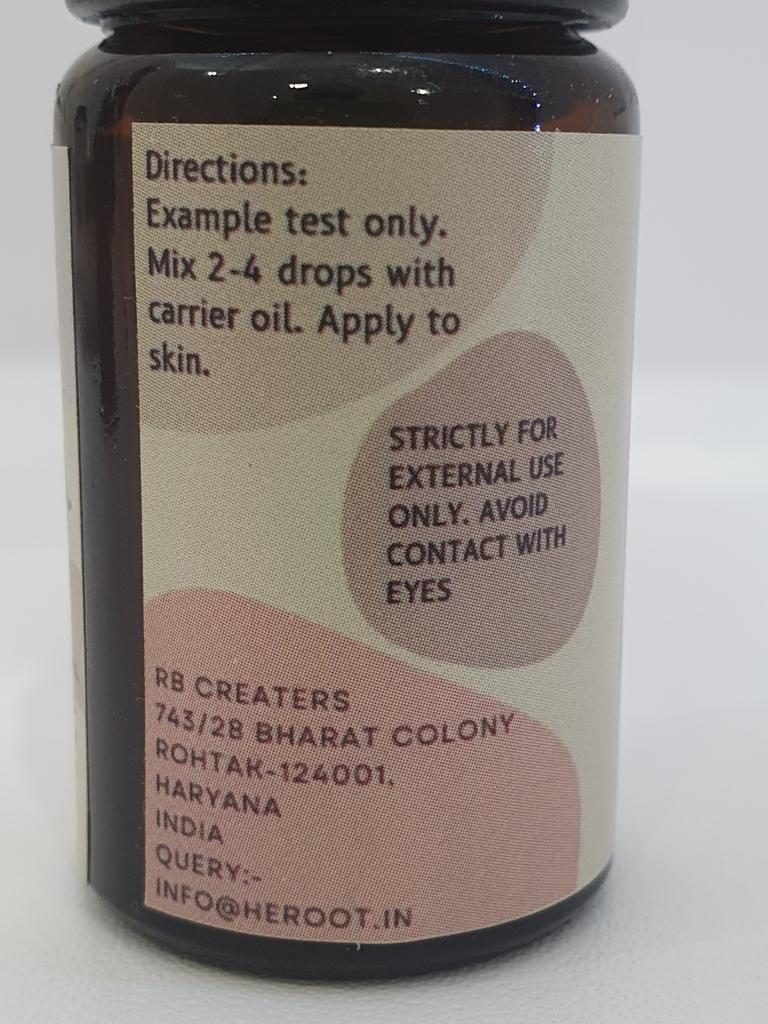 Directions:
Example test only.
Mix 2-4 drops with
carrier oil. Apply to
skin.
STRICTLY FOR
EXTERNAL USE
ONLY. AVOID
CONTACT WITH
EYES
RB CREATERS
743/28 BHARAT COLONY
ROHTAK-124001.
HARYANA
INDIA
QUERY:-
INFO@HEROOT.IN